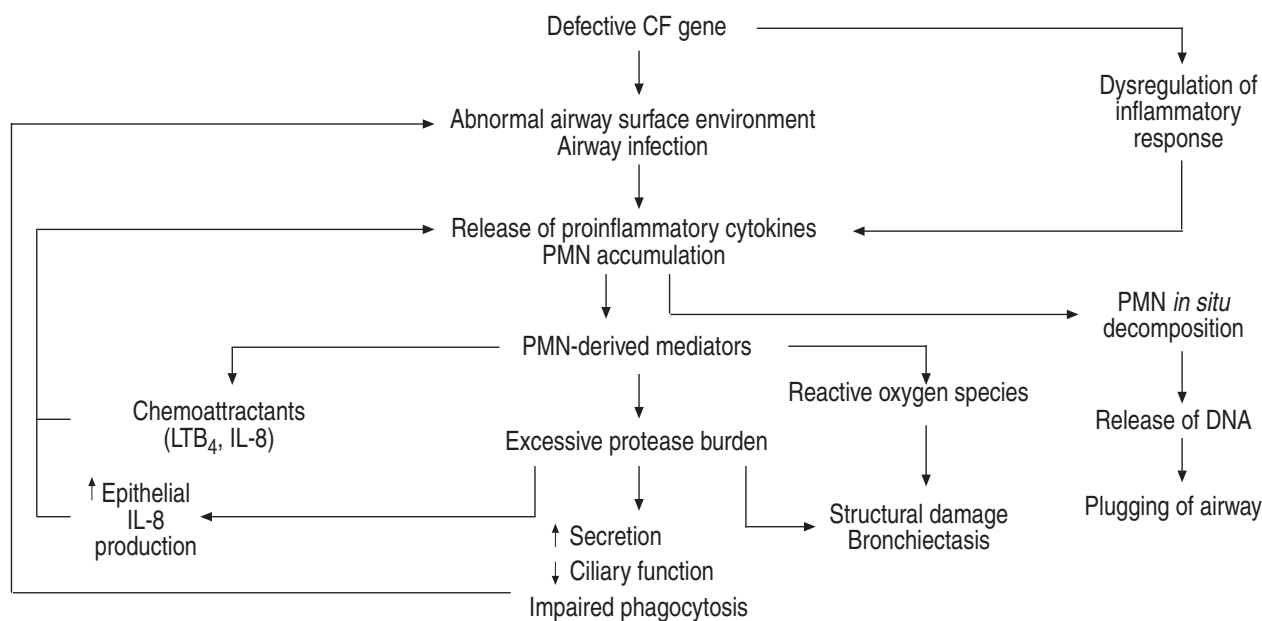 Defective CF gene
Dysregulation of
inflammatory
response
Abnormal airway surface environment
Airway infection
Release of proinflammatory cytokines
PMN accumulation
PMN in situ
decomposition
PMN-derived mediators
Reactive oxygen species
Chemoattractants
(LTB₄, IL-8)
Release of DNA
Excessive protease burden
↑ Epithelial
IL-8
production
Plugging of airway
Structural damage
Bronchiectasis
↑ Secretion
↓ Ciliary function
Impaired phagocytosis